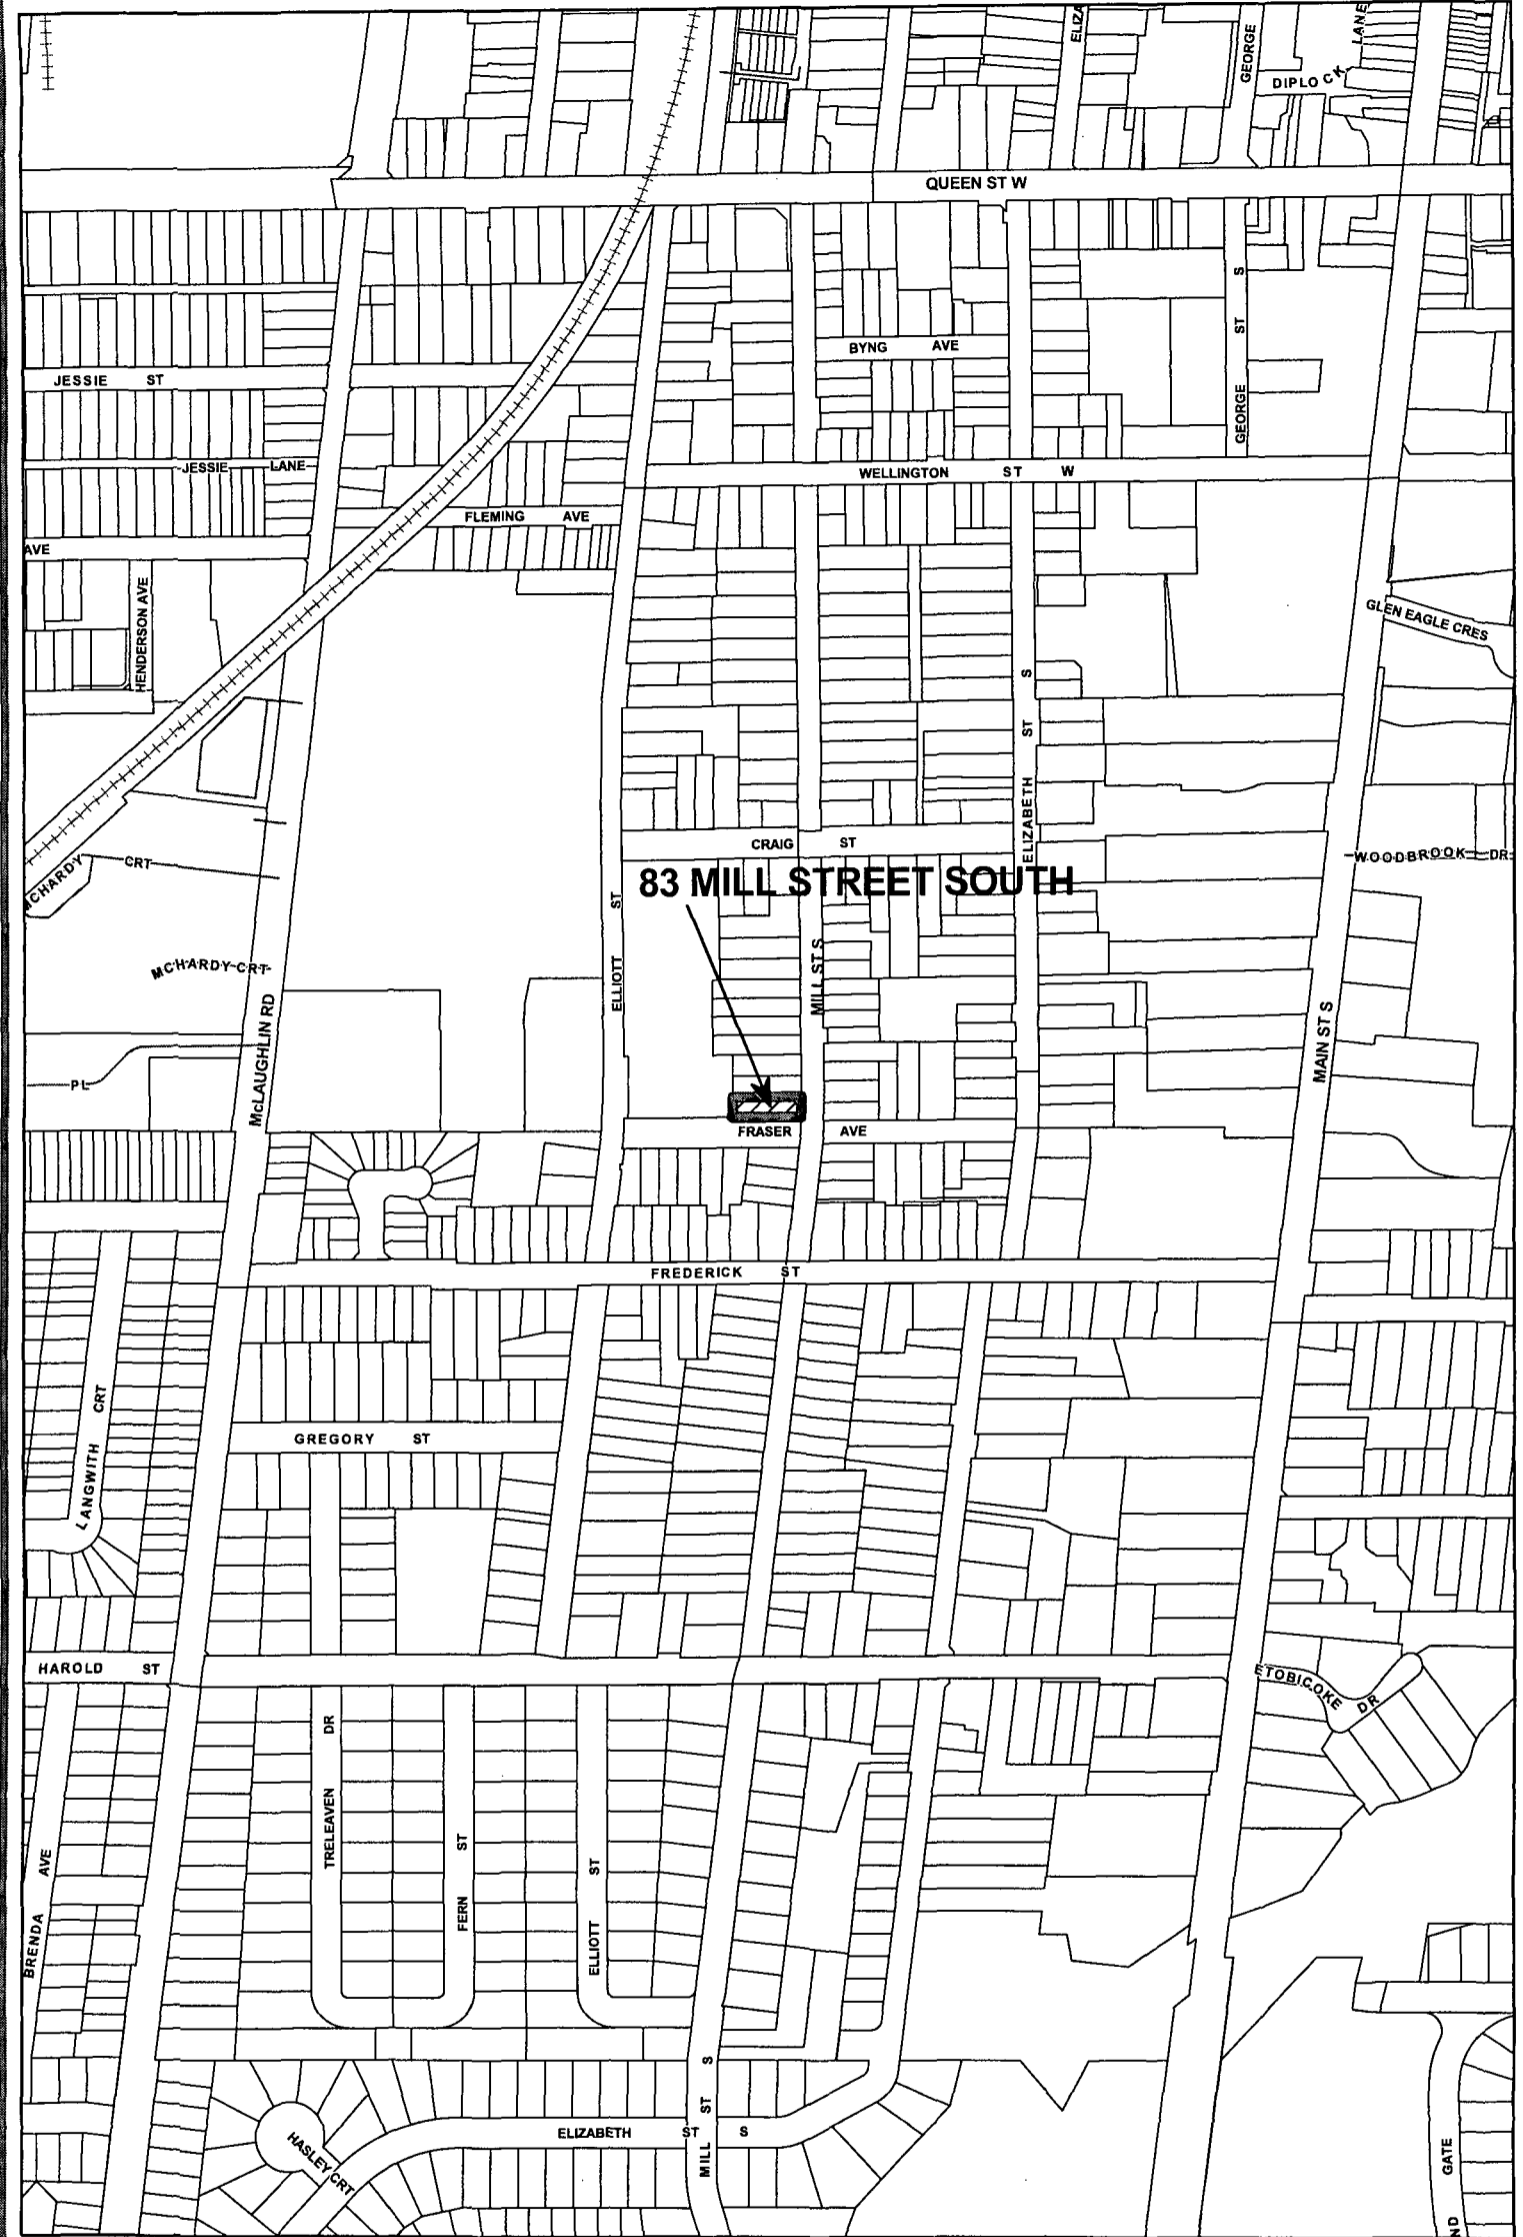 ELIZA
GEORGE
LANE
DIPLOCK
QUEEN ST W
GEORGE ST S
BYNG AVE
JESSIE ST
JESSIE LANE
WELLINGTON ST W
FLEMING AVE
AVE
HENDERSON AVE
GLEN EAGLE CRES
ELIZABETH ST S
CRAIG ST
WOODBROOK DR
MCHARDY CRT
83 MILL STREET SOUTH
ELLIOTT ST
MILL ST S
MCHARDY CRT
McLAUGHLIN RD
MAIN ST S
PL
FRASER AVE
FREDERICK ST
LANGWITH CRT
GREGORY ST
HAROLD ST
ETOBICOKE DR
TRELEAVEN DR
FERN ST
ELLIOTT ST
BRENDA AVE
MILL ST S
ELIZABETH ST S
HASLEY CRT
GATE
ND